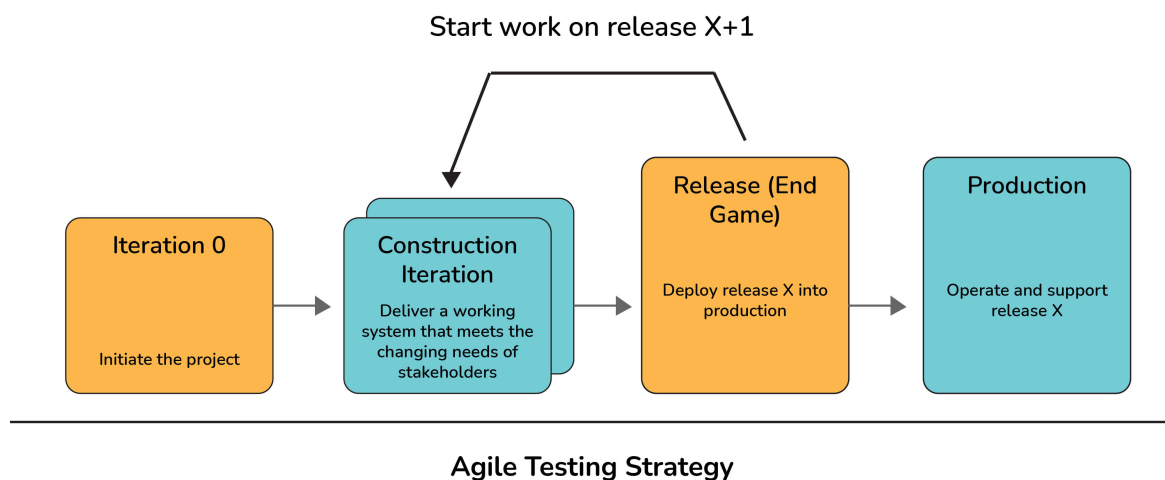 Start work on release X+1
Iteration 0
Initiate the project
Construction
Iteration
Deliver a working
system that meets the
changing needs of
stakeholders
Release (End
Game)
Deploy release X into
production
Production
Operate and support
release X
Agile Testing Strategy